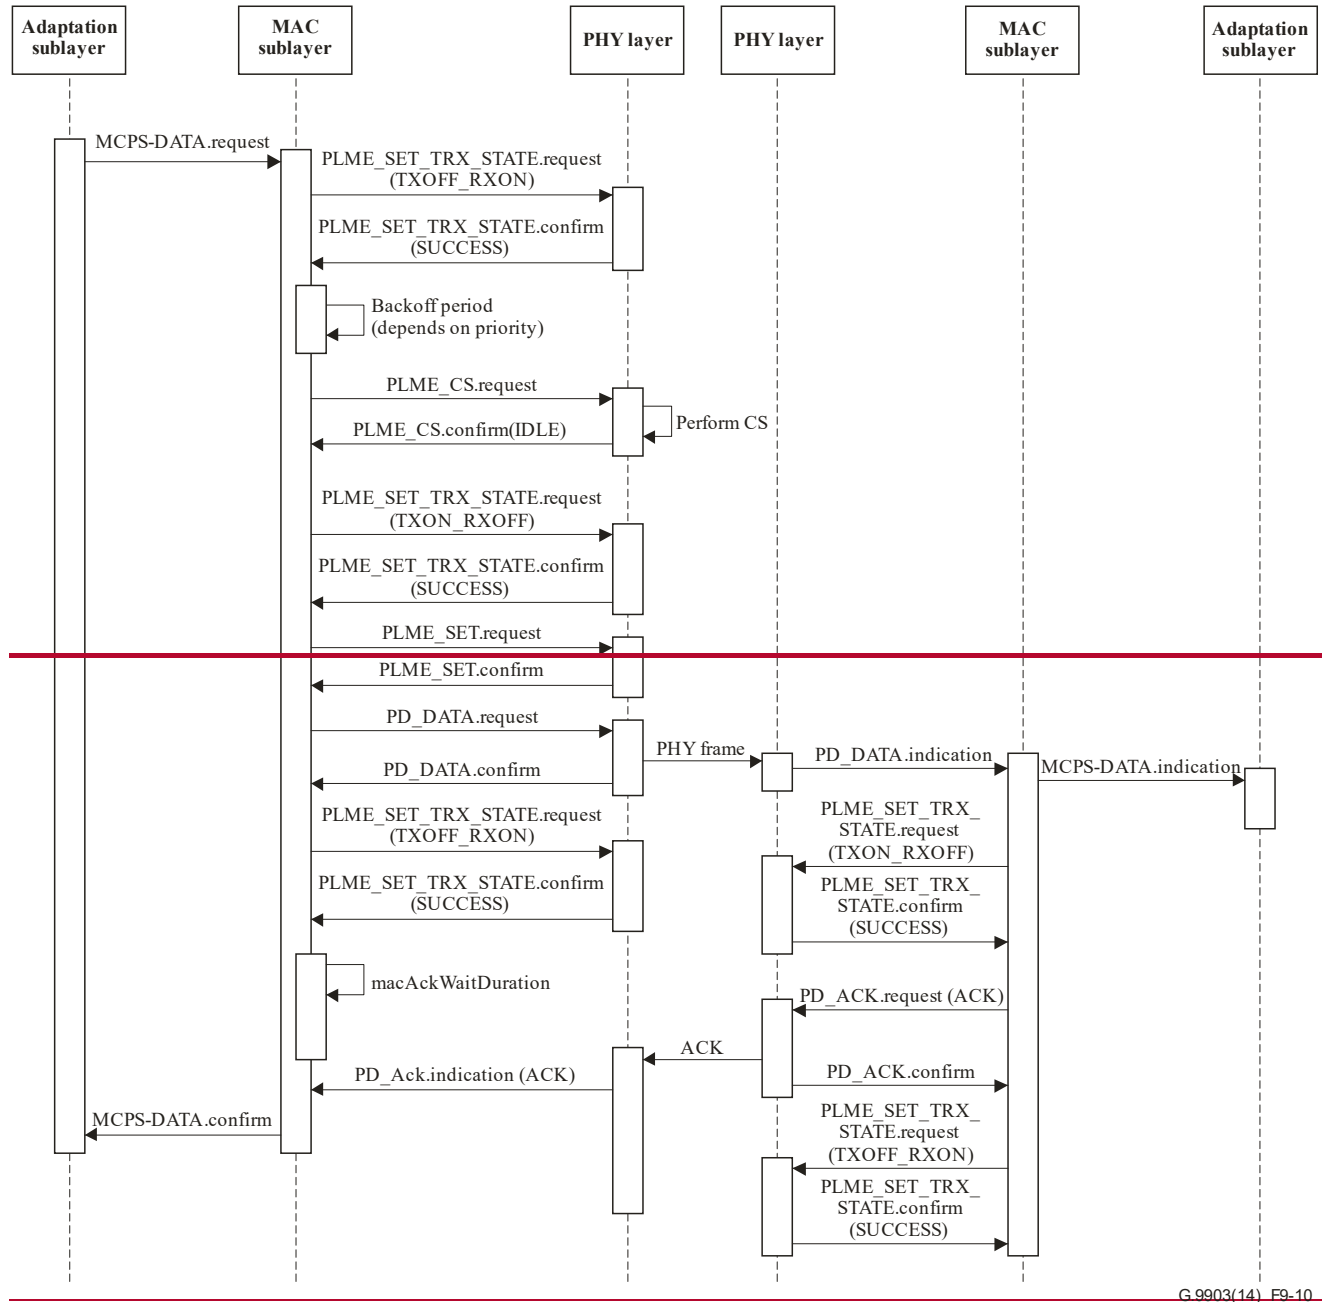 Adaptation
sublayer
MAC
sublayer
PHY layer
PHY layer
MAC
sublayer
Adaptation
sublayer
MCPS-DATA.request
PLME_SET_TRX_STATE.request
(TXOFF_RXON)
PLME_SET_TRX_STATE.confirm
(SUCCESS)
Backoff period
(depends on priority)
PLME_CS.request
Perform CS
PLME_CS.confirm(IDLE)
PLME_SET_TRX_STATE.request
(TXON_RXOFF)
PLME_SET_TRX_STATE.confirm
(SUCCESS)
PLME_SET.request
PLME_SET.confirm
PD_DATA.request
PHY frame
PD_DATA.indication
MCPS-DATA.indication
PD_DATA.confirm
PLME_SET_TRX_STATE.request
(TXOFF_RXON)
PLME_SET_TRX_
STATE.request
(TXON_RXOFF)
PLME_SET_TRX_STATE.confirm
(SUCCESS)
PLME_SET_TRX_
STATE.confirm
(SUCCESS)
macAckWaitDuration
PD_ACK.request (ACK)
ACK
PD_Ack.indication (ACK)
PD_ACK.confirm
MCPS-DATA.confirm
PLME_SET_TRX_
STATE.request
(TXOFF_RXON)
PLME_SET_TRX_
STATE.confirm
(SUCCESS)
G.9903(14)_F9-10